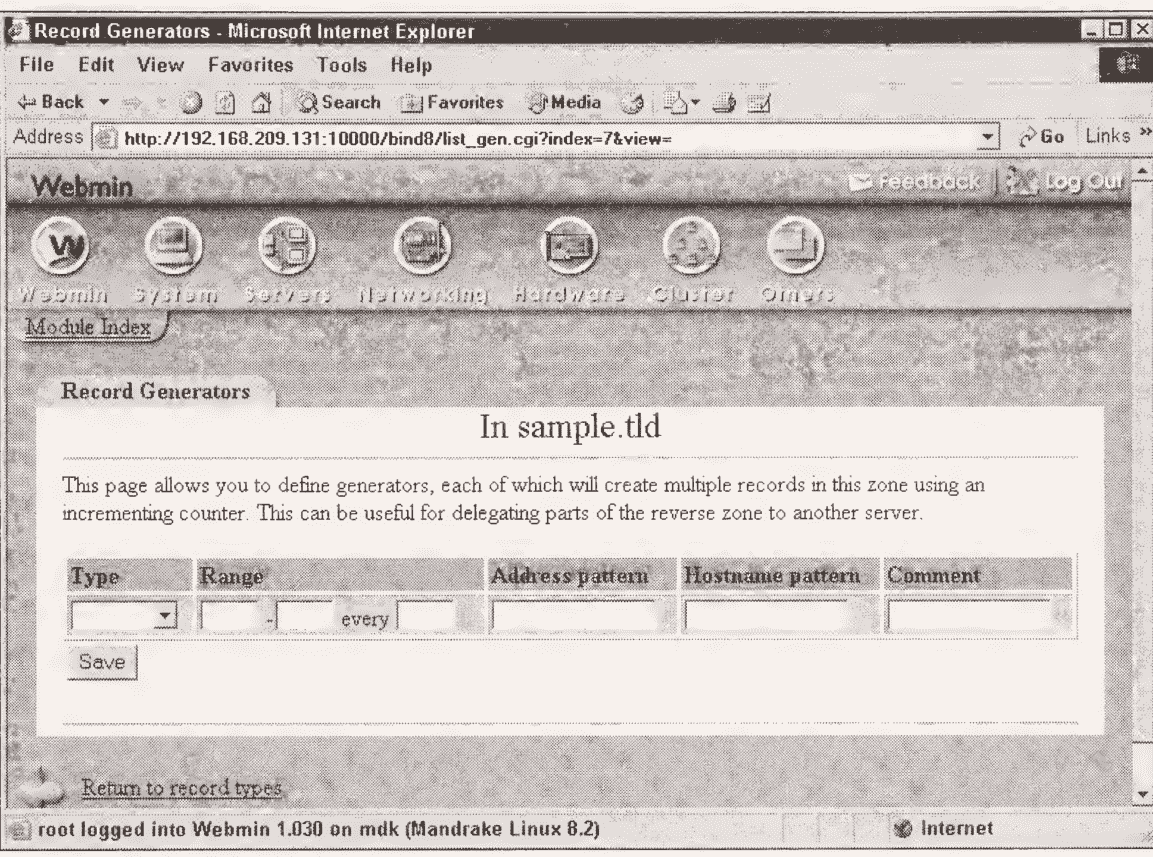 Record Generators - Microsoft Internet Explorer
File Edit View Favorites Tools Help
Back Search Favorites Media
Address http://192.168.209.131:10000/bind8/list_gen.cgi?index=7&view= Go Links »
Webmin Feedback Log Out
Webmin System Servers Networking Hardware Cluster Others
Module Index
Record Generators
In sample.tld
This page allows you to define generators, each of which will create multiple records in this zone using an
incrementing counter. This can be useful for delegating parts of the reverse zone to another server.
Type Range Address pattern Hostname pattern Comment
- every
Save
Return to record types
root logged into Webmin 1.030 on mdk (Mandrake Linux 8.2) Internet